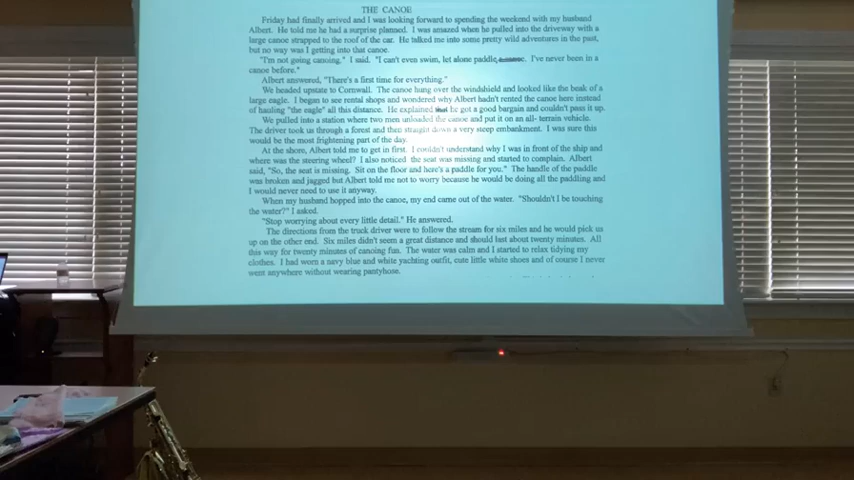 THE CANOE
Friday had finally arrived and I was looking forward to spending the weekend with my husband
Albert. He told me he had a surprise planned. I was amazed when he pulled into the driveway with a
large canoe strapped to the roof of the car. He talked me into some pretty wild adventures in the past,
but no way was I getting into that canoe.
"I'm not going canoing." I said. "I can't even swim, let alone paddle. I've never been in a
canoe before."
Albert answered, "There's a first time for everything."
We headed upstate to Cornwall. The canoe hung over the windshield and looked like the beak of a
large eagle. I began to see rental shops and wondered why Albert hadn't rented the canoe here instead
of hauling "the eagle" all this distance. He explained he got a good bargain and couldn't pass it up.
We pulled into a station where two men unloaded the canoe and put it on an all- terrain vehicle.
The driver took us through a forest and then straight down a very steep embankment. I was sure this
would be the most frightening part of the day.
At the shore, Albert told me to get in first. I couldn't understand why I was in front of the ship and
where was the steering wheel? I also noticed the seat was missing and started to complain. Albert
said, "So, the seat is missing. Sit on the floor and here's a paddle for you." The handle of the paddle
was broken and jagged but Albert told me not to worry because he would be doing all the paddling and
I would never need to use it anyway.
When my husband hopped into the canoe, my end came out of the water. "Shouldn't I be touching
the water?" I asked.
"Stop worrying about every little detail." He answered.
The directions from the truck driver were to follow the stream for six miles and he would pick us
up on the other end. Six miles didn't seem a great distance and should last about twenty minutes. All
this way for twenty minutes of canoing fun. The water was calm and I started to relax tidying my
clothes. I had worn a navy blue and white yachting outfit, cute little white shoes and of course I never
went anywhere without wearing pantyhose.